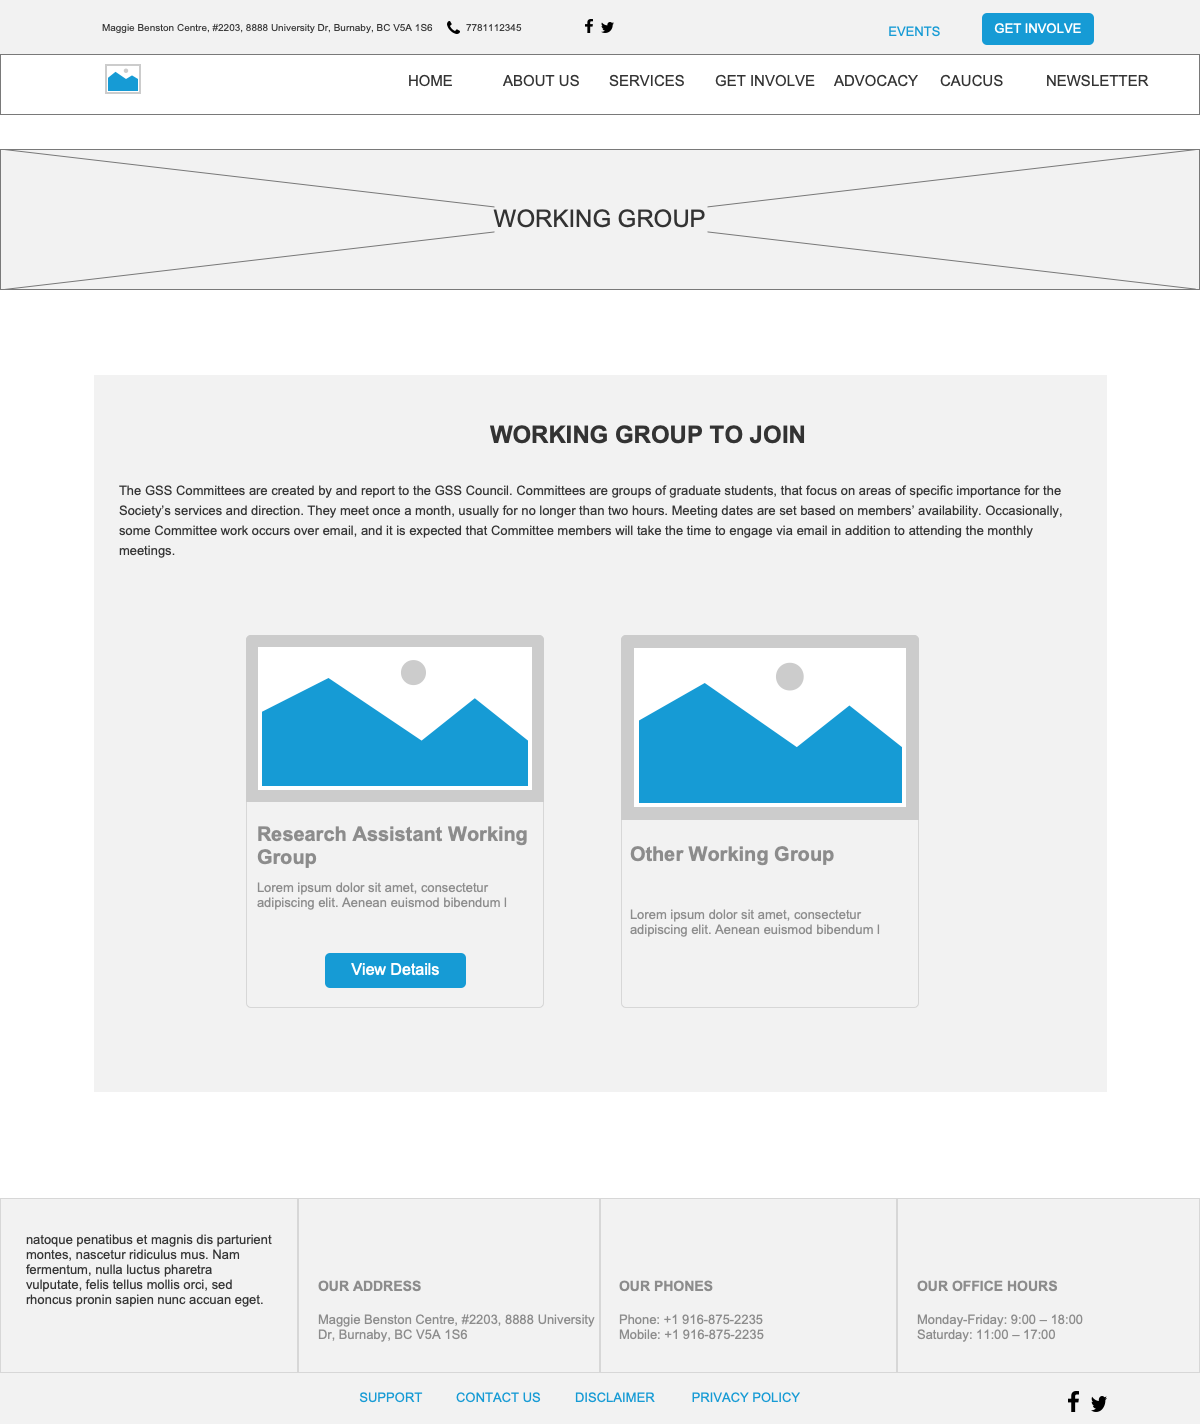 Maggie Benston Centre, #2203, 8888 University Dr, Burnaby, BC V5A 1S6 7781112345
EVENTS
GET INVOLVE
HOME ABOUT US SERVICES GET INVOLVE ADVOCACY CAUCUS NEWSLETTER
WORKING GROUP
WORKING GROUP TO JOIN
The GSS Committees are created by and report to the GSS Council. Committees are groups of graduate students, that focus on areas of specific importance for the
Society’s services and direction. They meet once a month, usually for no longer than two hours. Meeting dates are set based on members’ availability. Occasionally,
some Committee work occurs over email, and it is expected that Committee members will take the time to engage via email in addition to attending the monthly
meetings.
Research Assistant Working
Group
Lorem ipsum dolor sit amet, consectetur
adipiscing elit. Aenean euismod bibendum l
View Details
Other Working Group
Lorem ipsum dolor sit amet, consectetur
adipiscing elit. Aenean euismod bibendum l
natoque penatibus et magnis dis parturient
montes, nascetur ridiculus mus. Nam
fermentum, nulla luctus pharetra
vulputate, felis tellus mollis orci, sed
rhoncus pronin sapien nunc accuan eget.
OUR ADDRESS
Maggie Benston Centre, #2203, 8888 University
Dr, Burnaby, BC V5A 1S6
OUR PHONES
Phone: +1 916-875-2235
Mobile: +1 916-875-2235
OUR OFFICE HOURS
Monday-Friday: 9:00 – 18:00
Saturday: 11:00 – 17:00
SUPPORT CONTACT US DISCLAIMER PRIVACY POLICY